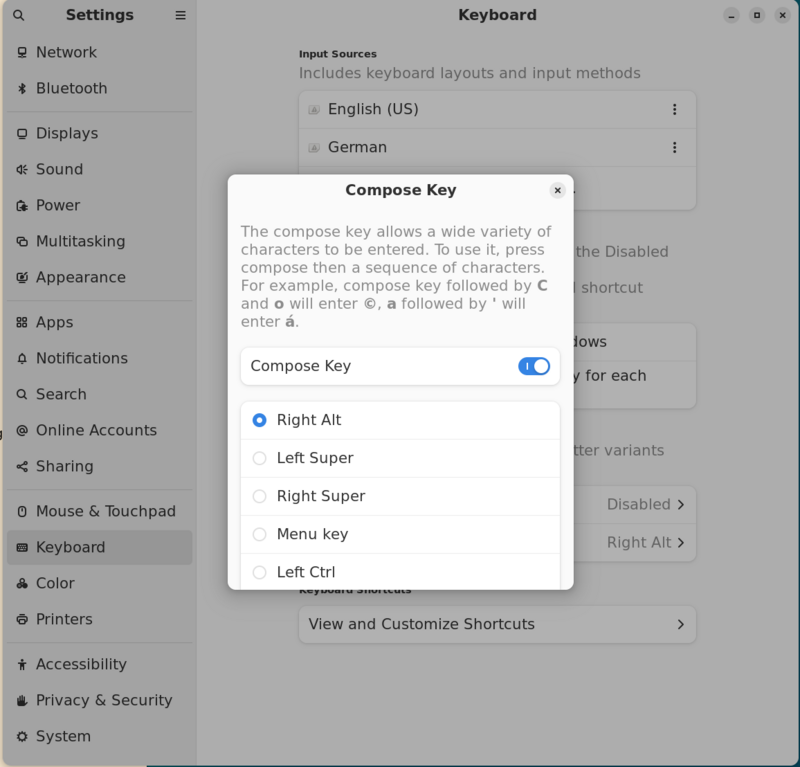 Settings
Keyboard
Network
Bluetooth
Displays
Sound
Power
Multitasking
Appearance
Apps
Notifications
Search
Online Accounts
Sharing
Mouse & Touchpad
Keyboard
Color
Printers
Accessibility
Privacy & Security
System
Input Sources
Includes keyboard layouts and input methods
English (US)
German
the Disabled
shortcut
y for each
tter variants
Disabled
Right Alt
Keyboard Shortcuts
View and Customize Shortcuts
Compose Key
The compose key allows a wide variety of
characters to be entered. To use it, press
compose then a sequence of characters.
For example, compose key followed by C
and o will enter ©, a followed by ' will
enter á.
Compose Key
Right Alt
Left Super
Right Super
Menu key
Left Ctrl